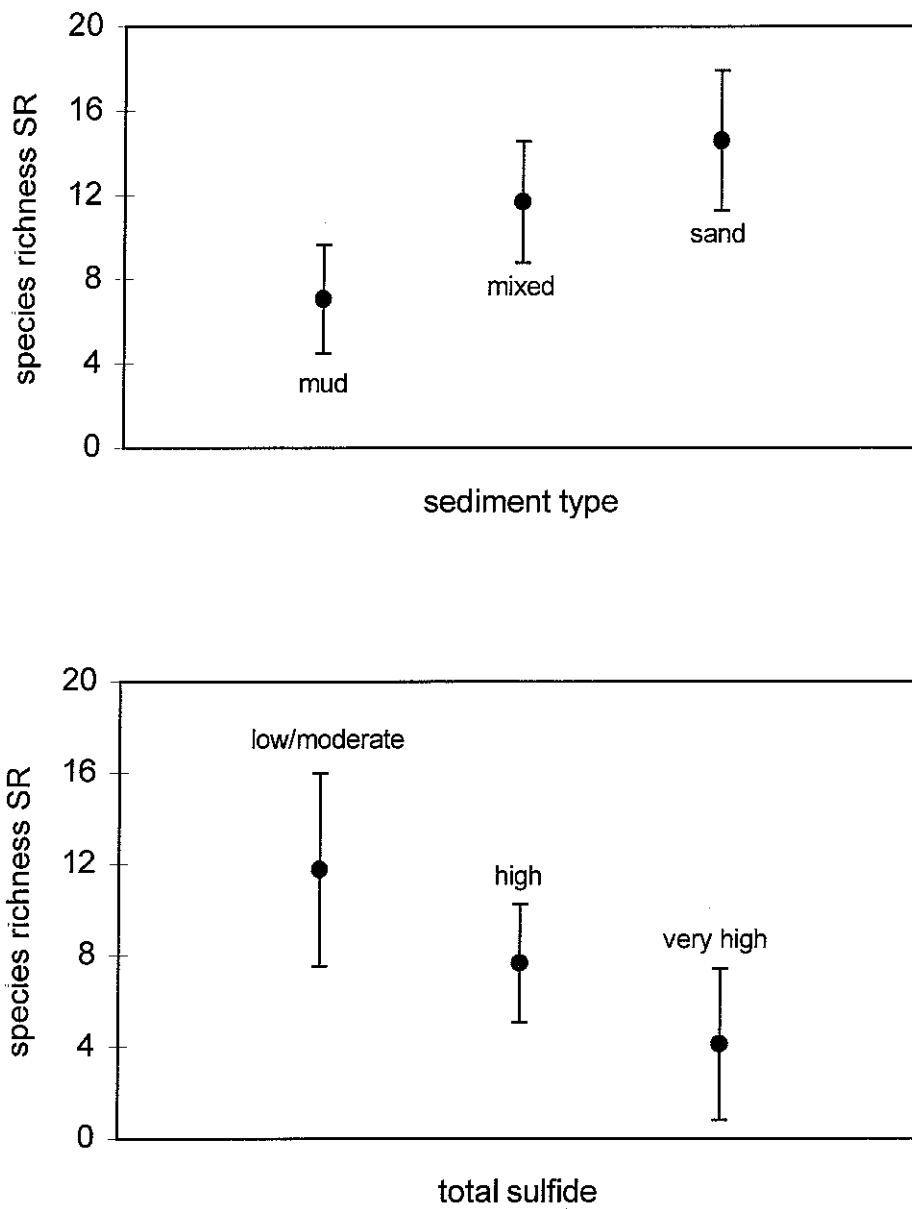 species richness SR
20
16
12
8
4
0
mud
mixed
sand
sediment type
species richness SR
20
16
12
8
4
0
low/moderate
high
very high
total sulfide